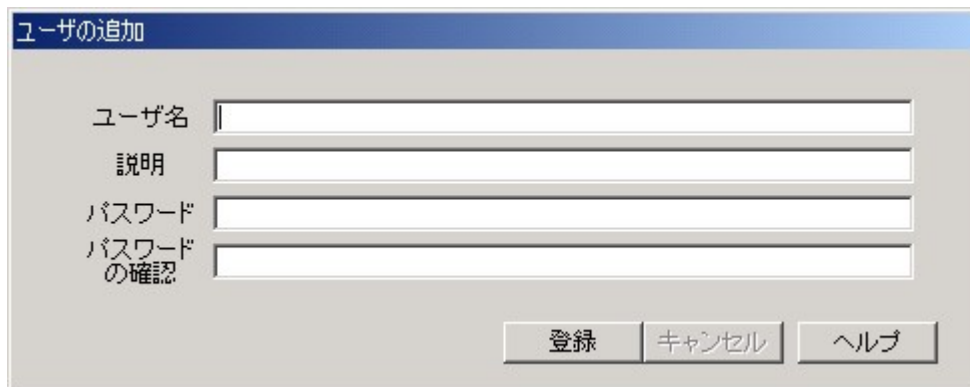 ユーザの追加
ユーザ名
説明
パスワード
パスワード
の確認
登録 キャンセル ヘルプ